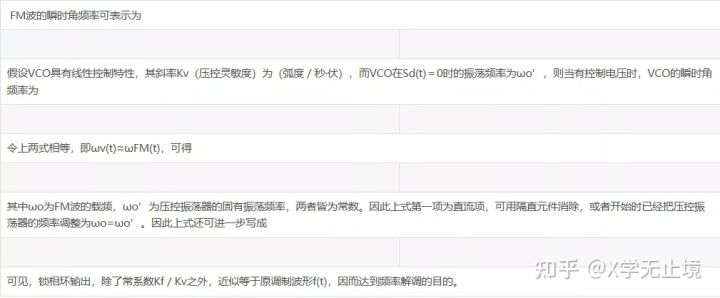 FM波的瞬时角频率可表示为
假设VCO具有线性控制特性，其斜率Kv（压控灵敏度）为（弧度／秒·伏），而VCO在Sd(t)＝0时的振荡频率为ωo′，则当有控制电压时，VCO的瞬时角
频率为
令上两式相等，即ωv(t)≈ωFM(t)，可得
其中ωo为FM波的载频，ωo′为压控振荡器的固有振荡频率，两者皆为常数。因此上式第一项为直流项，可用隔直元件消除，或者开始时已经把压控振
荡器的频率调整为ωo=ωo′。因此上式还可进一步写成
可见，锁相环输出，除了常系数Kf／Kv之外，近似等于原调制波形f(t)，因而达到频率解调的目的。
知乎 @X学无止境